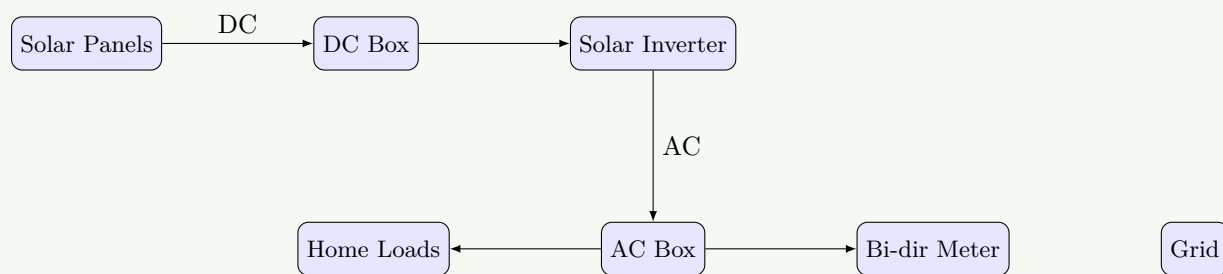 DC
Solar Panels
DC Box
Solar Inverter
AC
Home Loads
AC Box
Bi-dir Meter
Grid